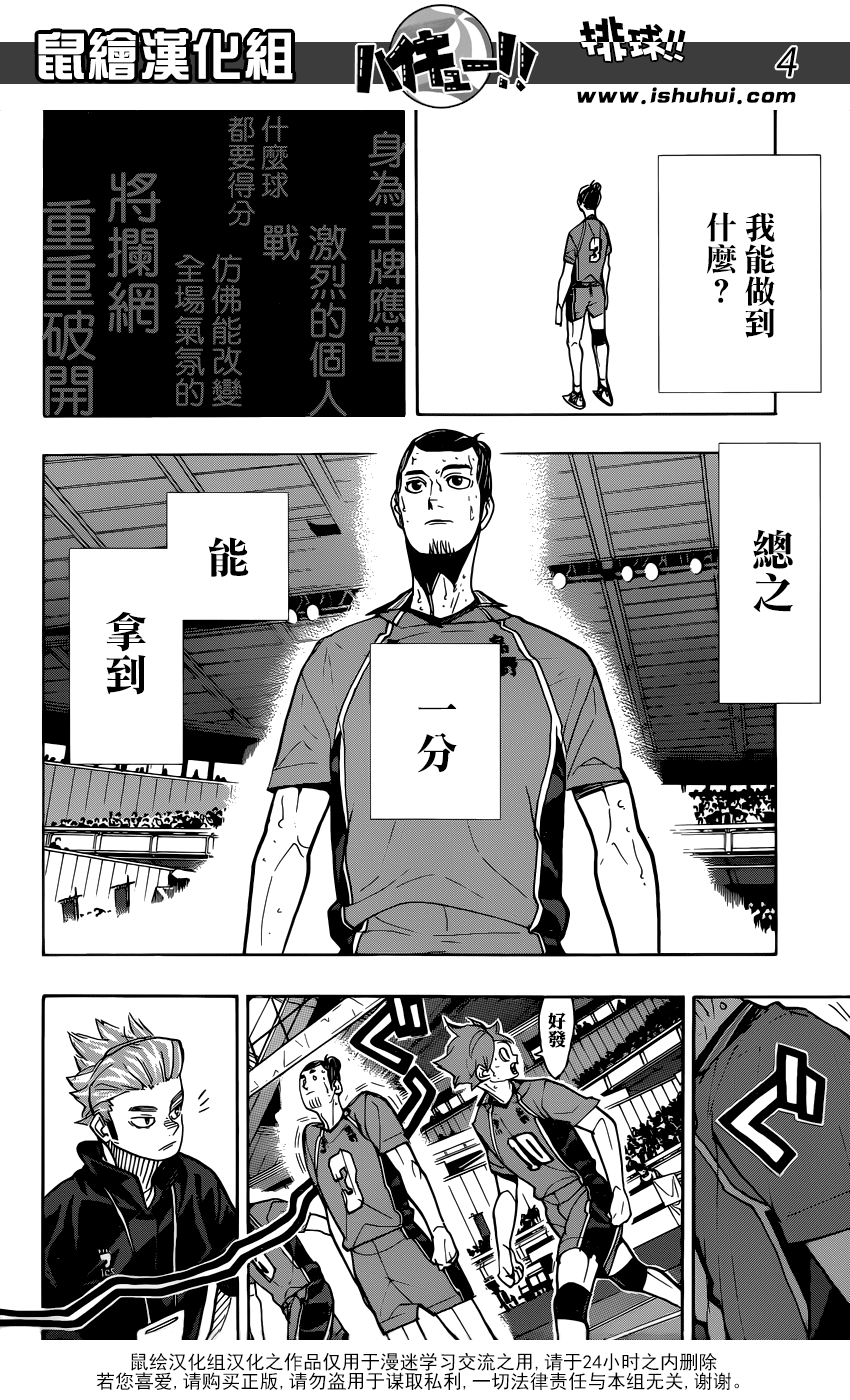 鼠繪漢化組
ハイキュー!!
排球!!
4
www.ishuhui.com
我能做到
什麼？
3
身為王牌應當
激烈的個人
戰
什麼球
都要得分
仿佛能改變
全場氣氛的
將攔網
重重破開
總之
一分
能
拿到
好發
10
3
鼠绘汉化组汉化之作品仅用于漫迷学习交流之用,请于24小时之内删除
若您喜爱,请购买正版,请勿盗用于谋取私利,一切法律责任与本组无关,谢谢。